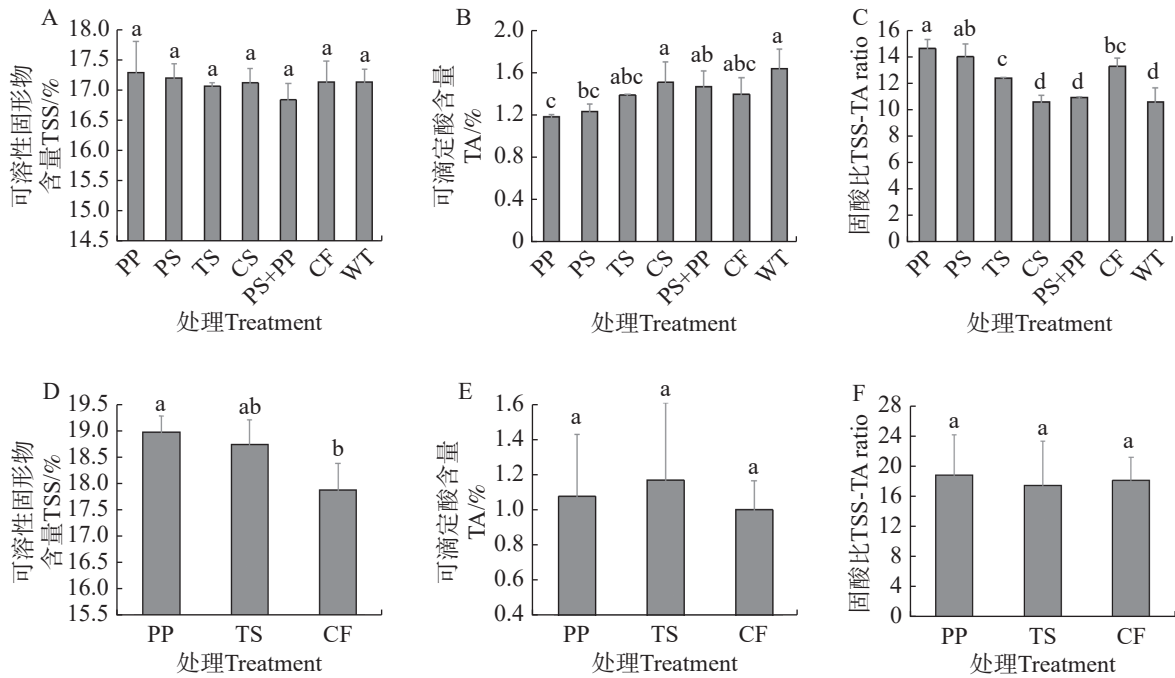 A
可溶性固形物
含量TSS/%
18.0
17.5
17.0
16.5
16.0
15.5
15.0
14.5
a a a a a a a
PP PS TS CS PS+PP CF WT
处理Treatment
B
可滴定酸含量
TA/%
2.0
1.6
1.2
0.8
0.4
0
c bc abc a ab abc a
PP PS TS CS PS+PP CF WT
处理Treatment
C
固酸比TSS-TA ratio
16
14
12
10
8
6
4
2
0
a ab c d d bc d
PP PS TS CS PS+PP CF WT
处理Treatment
D
可溶性固形物
含量TSS/%
19.5
19.0
18.5
18.0
17.5
17.0
16.5
16.0
15.5
a ab b
PP TS CF
处理Treatment
E
可滴定酸含量
TA/%
1.6
1.4
1.2
1.0
0.8
0.6
0.4
a a a
PP TS CF
处理Treatment
F
固酸比TSS-TA ratio
28
24
20
16
12
8
4
0
a a a
PP TS CF
处理Treatment